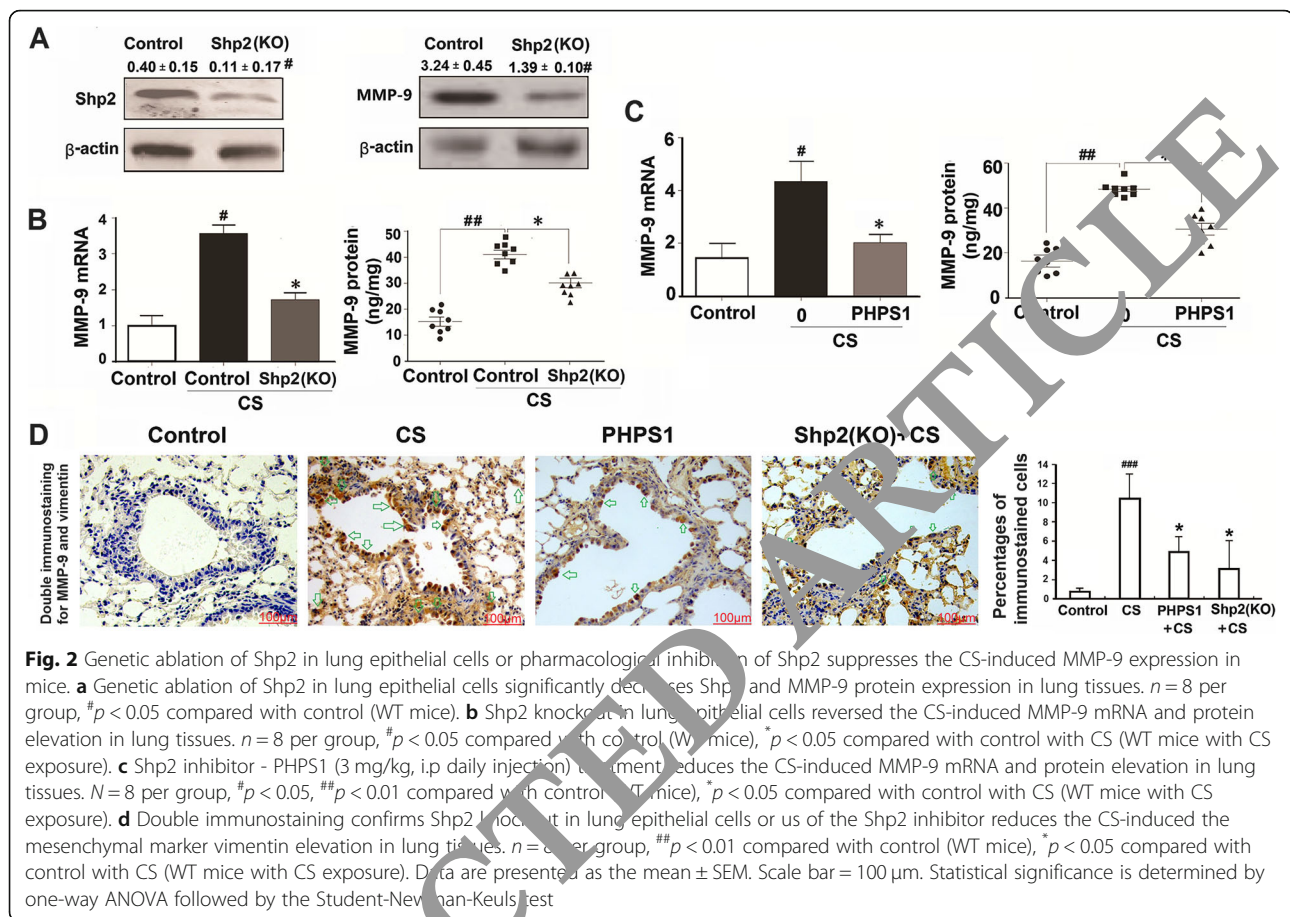 A
Control Shp2(KO)
0.40 ± 0.15 0.11 ± 0.17 #
Shp2
β-actin
Control Shp2(KO)
3.24 ± 0.45 1.39 ± 0.10#
MMP-9
β-actin
B
MMP-9 mRNA
4
3
2
1
0
#
*
Control Control Shp2(KO)
CS
MMP-9 protein
(ng/mg)
50
40
30
20
10
0
## *
Control Control Shp2(KO)
CS
C
MMP-9 mRNA
6
4
2
0
#
*
Control 0 PHPS1
CS
MMP-9 protein
(ng/mg)
60
40
20
0
##
Control 0 PHPS1
CS
D
Control CS PHPS1 Shp2(KO)+CS
Double immunostaining
for MMP-9 and vimentin
100μm 100μm 100μm 100μm
Percentages of
immunostained cells
14
12
10
8
6
4
2
0
###
*
*
Control CS PHPS1 Shp2(KO)
+CS +CS
Fig. 2 Genetic ablation of Shp2 in lung epithelial cells or pharmacological of Shp2 suppresses the CS-induced MMP-9 expression in
mice. a Genetic ablation of Shp2 in lung epithelial cells significantly decreases and MMP-9 protein expression in lung tissues. n = 8 per
group, #p < 0.05 compared with control (WT mice). b Shp2 knockout in lung epithelial cells reversed the CS-induced MMP-9 mRNA and protein
elevation in lung tissues. n = 8 per group, #p < 0.05 compared with control (WT mice), *p < 0.05 compared with control with CS (WT mice with CS
exposure). c Shp2 inhibitor - PHPS1 (3 mg/kg, i.p daily injection) treatment reduces the CS-induced MMP-9 mRNA and protein elevation in lung
tissues. N = 8 per group, #p < 0.05, ##p < 0.01 compared with control (WT mice), *p < 0.05 compared with control with CS (WT mice with CS
exposure). d Double immunostaining confirms Shp2 knockout in lung epithelial cells or us of the Shp2 inhibitor reduces the CS-induced the
mesenchymal marker vimentin elevation in lung tissues. n = per group, ##p < 0.01 compared with control (WT mice), *p < 0.05 compared with
control with CS (WT mice with CS exposure). Data are presented as the mean ± SEM. Scale bar = 100 μm. Statistical significance is determined by
one-way ANOVA followed by the Student-Newman-Keuls test
CTED ARTICLE